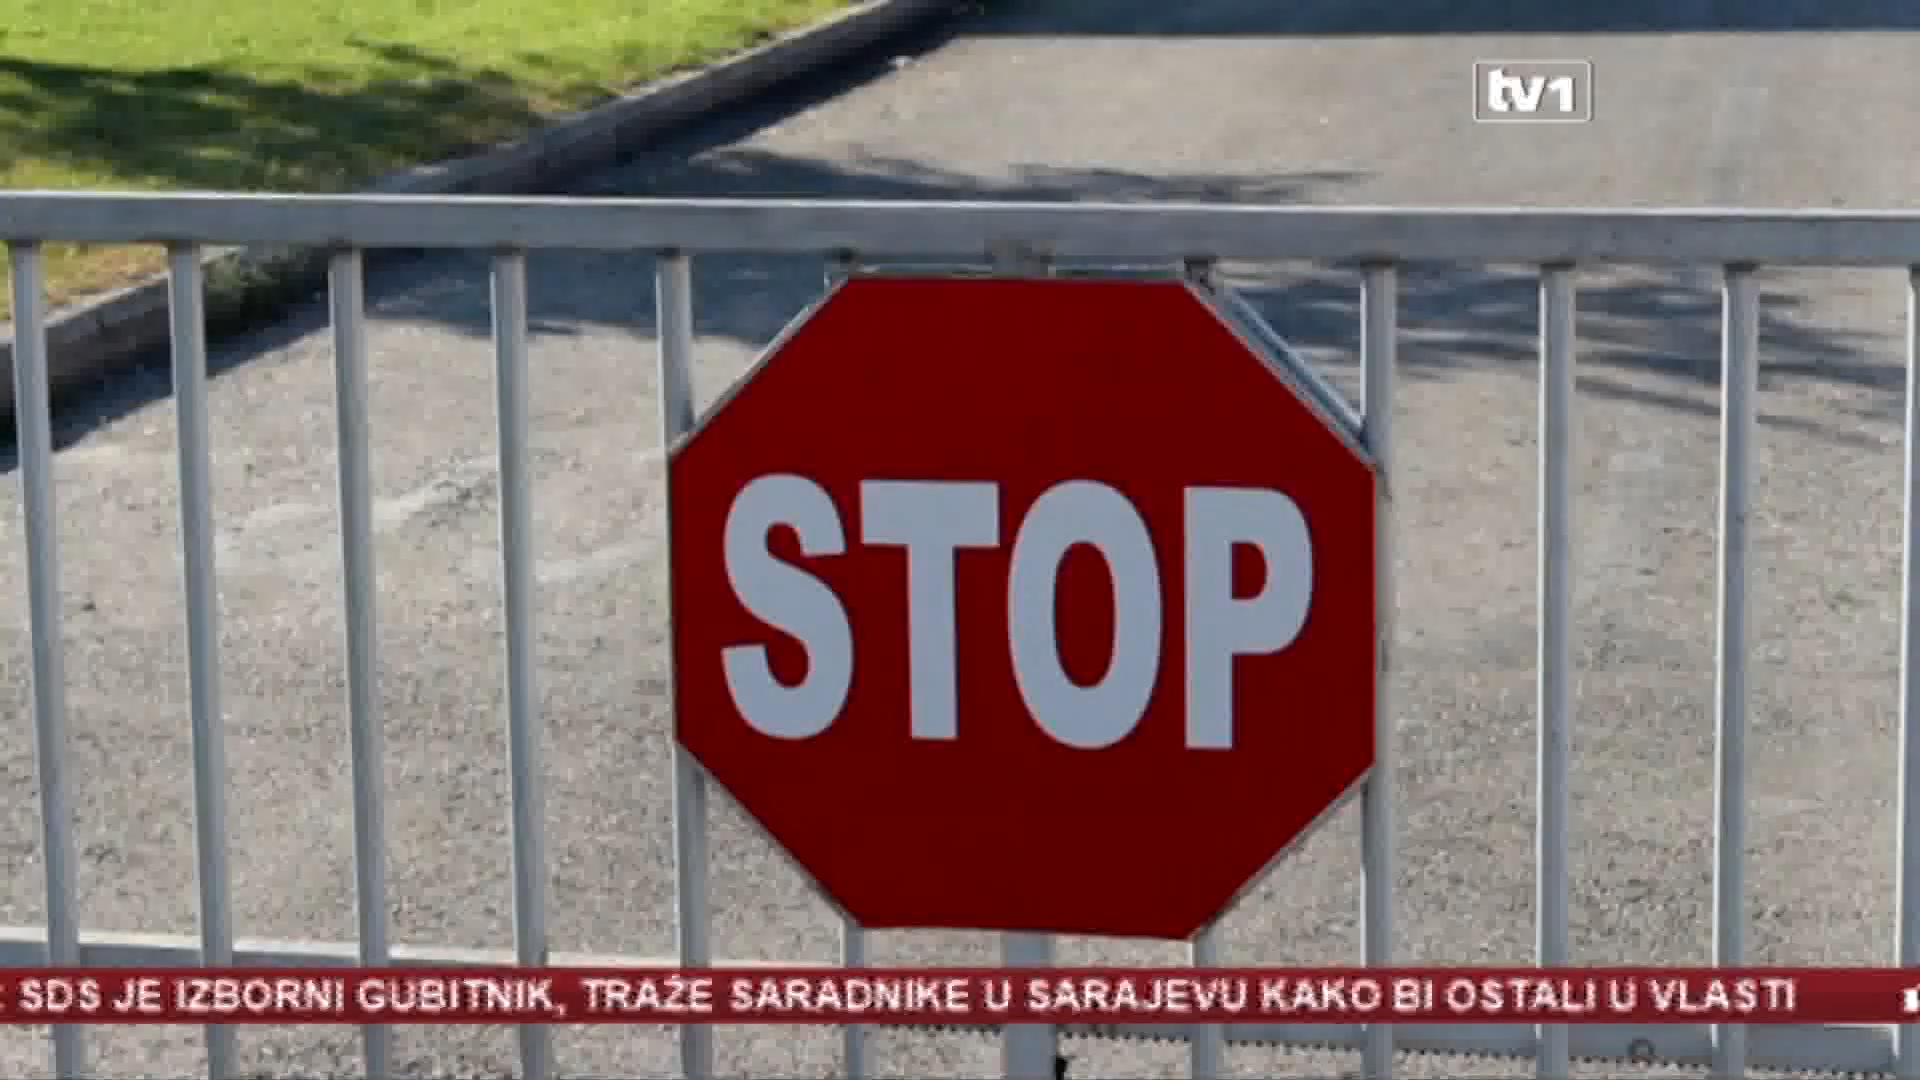 tv1
STOP
: SDS JE IZBORNI GUBITNIK, TRAŽE SARADNIKE U SARAJEVU KAKO BI OSTALI U VLASTI